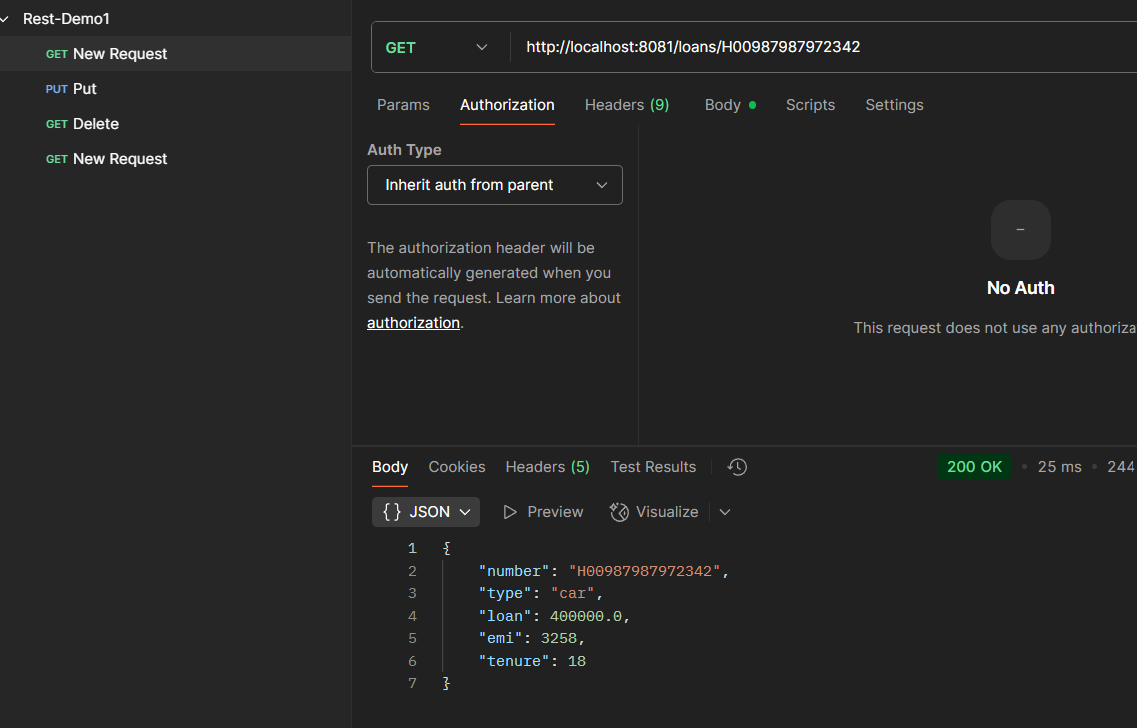 Rest-Demo1
GET New Request
PUT Put
GET Delete
GET New Request
GET http://localhost:8081/loans/H00987987972342
Params Authorization Headers (9) Body Scripts Settings
Auth Type
Inherit auth from parent
The authorization header will be
automatically generated when you
send the request. Learn more about
authorization.
No Auth
This request does not use any authoriza
Body Cookies Headers (5) Test Results 200 OK • 25 ms • 244
{} JSON Preview Visualize
1 {
2 "number": "H00987987972342",
3 "type": "car",
4 "loan": 400000.0,
5 "emi": 3258,
6 "tenure": 18
7 }